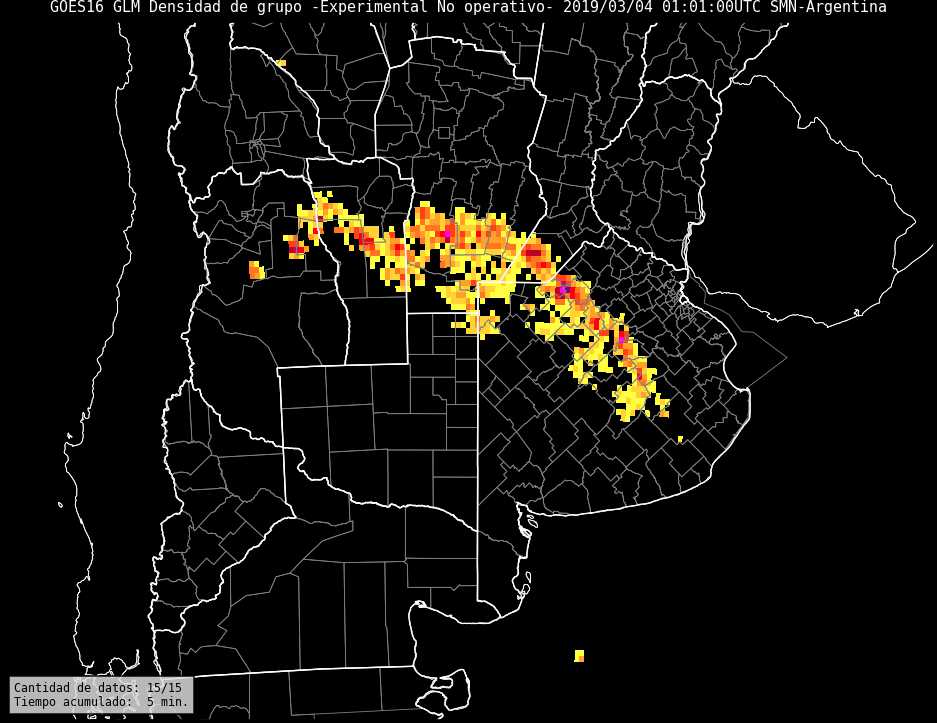 GOES16 GLM Densidad de grupo -Experimental No operativo- 2019/03/04 01:01:00UTC SMN-Argentina
Cantidad de datos: 15/15
Tiempo acumulado: 5 min.